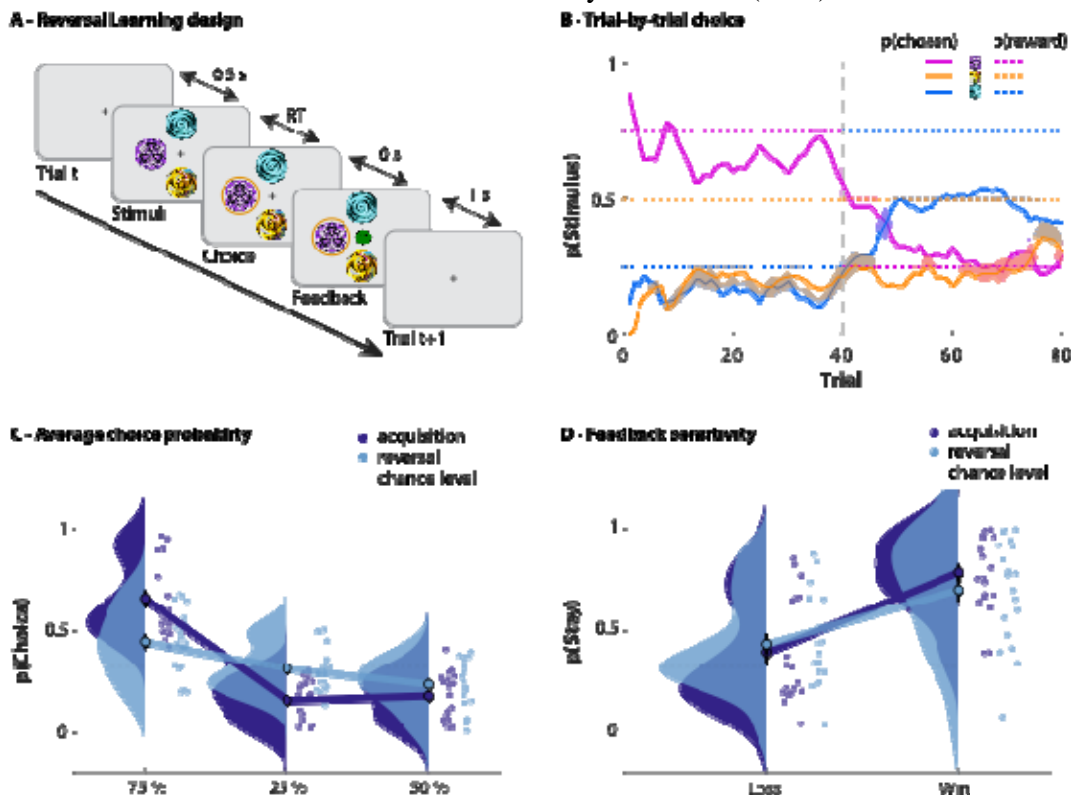 A - Reversal Learning design
0.5 s
RT
0 s
1 s
Trial t
Stimuli
Choice
Feedback
Trial t+1
B - Trial-by-trial choice
p(chosen)
p(reward)
1
0.5
0
p(Stimulus)
0
20
40
60
80
Trial
C - Average choice probability
acquisition
reversal
chance level
1
0.5
0
p(Choice)
75 %
25 %
50 %
D - Feedback sensitivity
acquisition
reversal
chance level
1
0.5
0
p(Stay)
Loss
Win